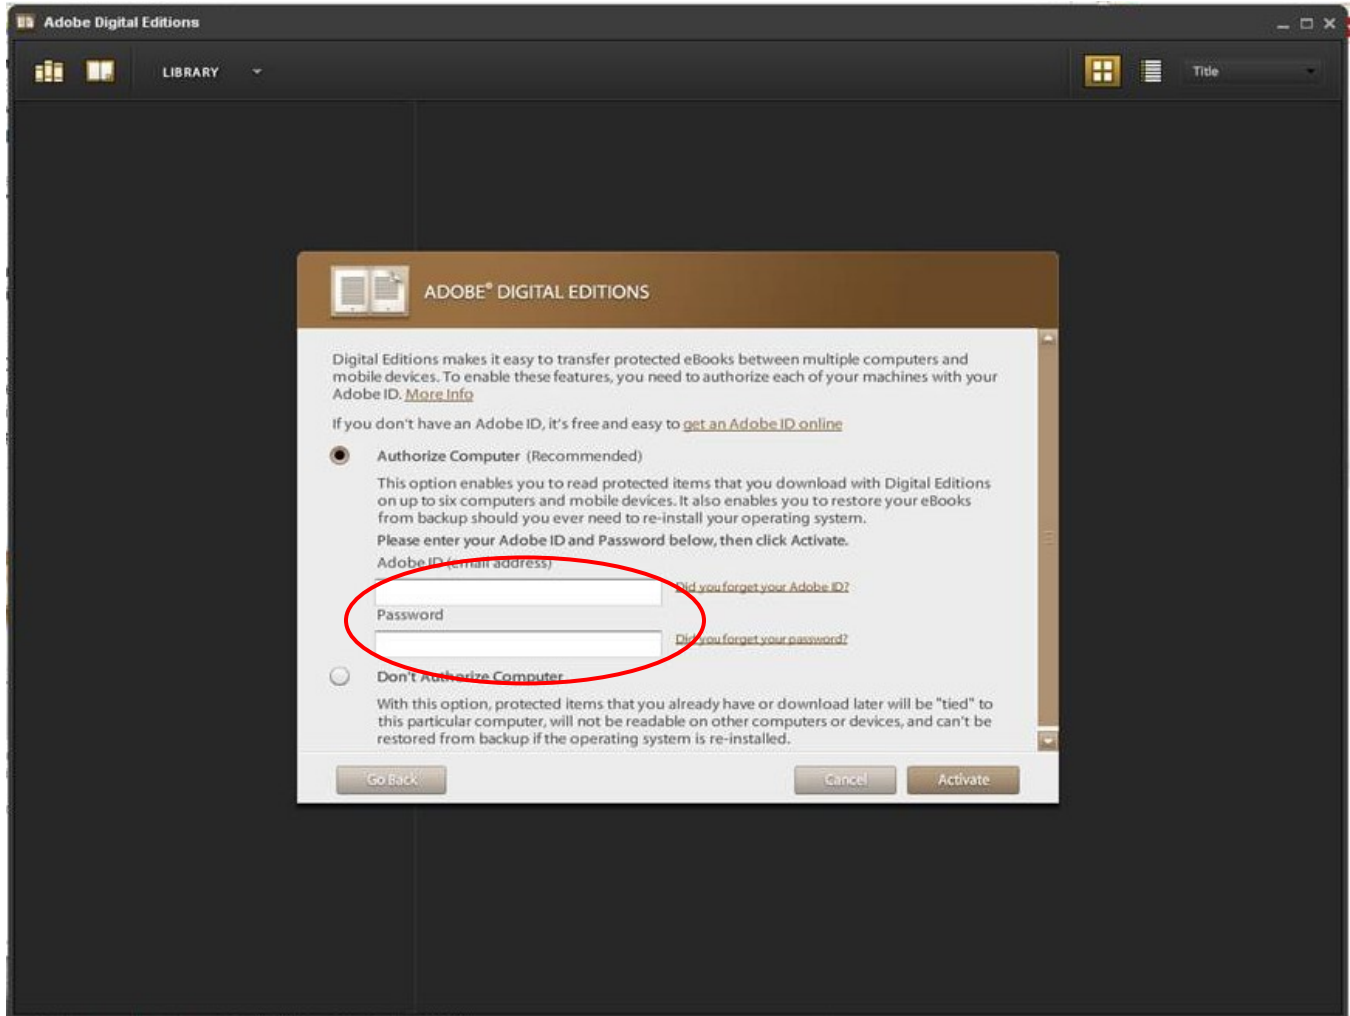 Adobe Digital Editions
LIBRARY
Title
ADOBE® DIGITAL EDITIONS
Digital Editions makes it easy to transfer protected eBooks between multiple computers and
mobile devices. To enable these features, you need to authorize each of your machines with your
Adobe ID. More Info
If you don't have an Adobe ID, it's free and easy to get an Adobe ID online
Authorize Computer (Recommended)
This option enables you to read protected items that you download with Digital Editions
on up to six computers and mobile devices. It also enables you to restore your eBooks
from backup should you ever need to re-install your operating system.
Please enter your Adobe ID and Password below, then click Activate.
Adobe ID (email address)
Did you forget your Adobe ID?
Password
Did you forget your password?
Don't Authorize Computer
With this option, protected items that you already have or download later will be "tied" to
this particular computer, will not be readable on other computers or devices, and can't be
restored from backup if the operating system is re-installed.
Go Back
Cancel
Activate